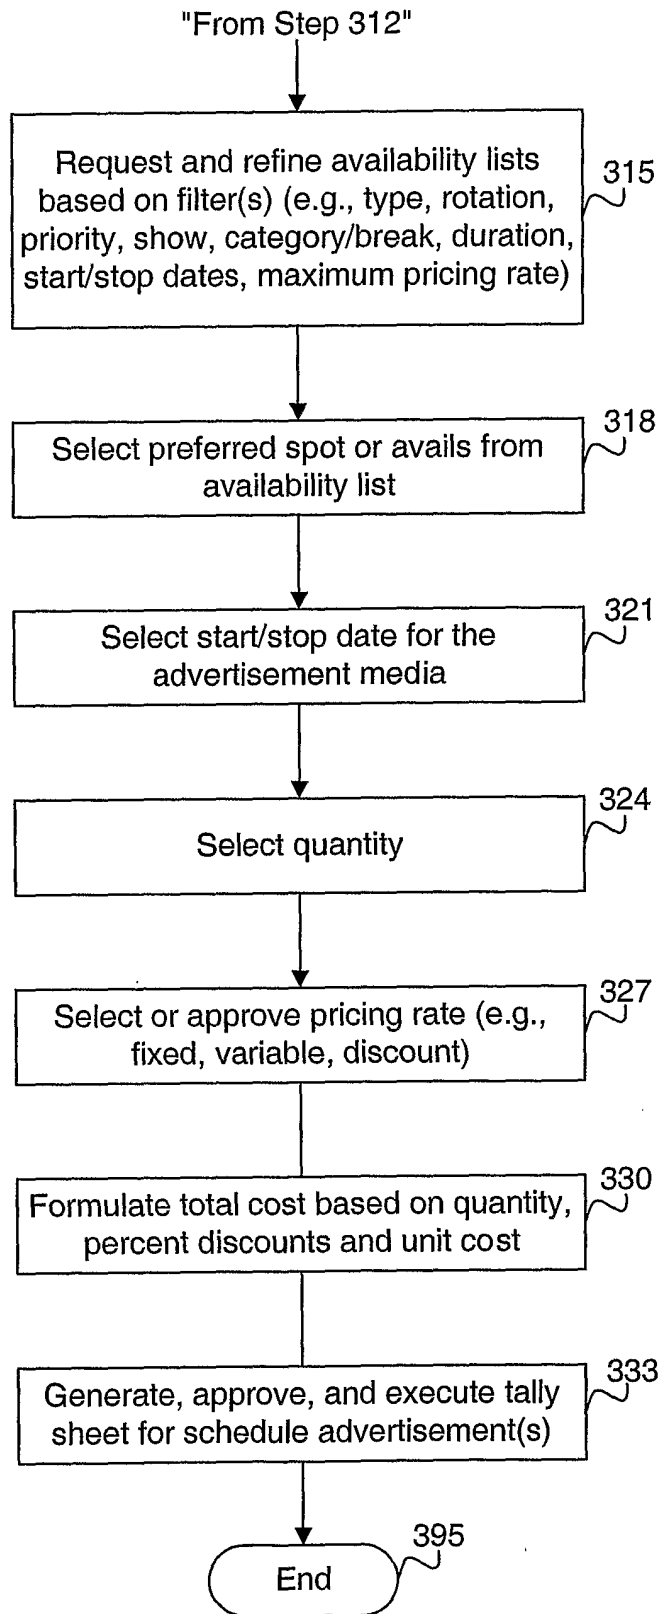 "From Step 312"
Request and refine availability lists
based on filter(s) (e.g., type, rotation,
priority, show, category/break, duration,
start/stop dates, maximum pricing rate)
315
Select preferred spot or avails from
availability list
318
Select start/stop date for the
advertisement media
321
Select quantity
324
Select or approve pricing rate (e.g.,
fixed, variable, discount)
327
Formulate total cost based on quantity,
percent discounts and unit cost
330
Generate, approve, and execute tally
sheet for schedule advertisement(s)
333
End
395